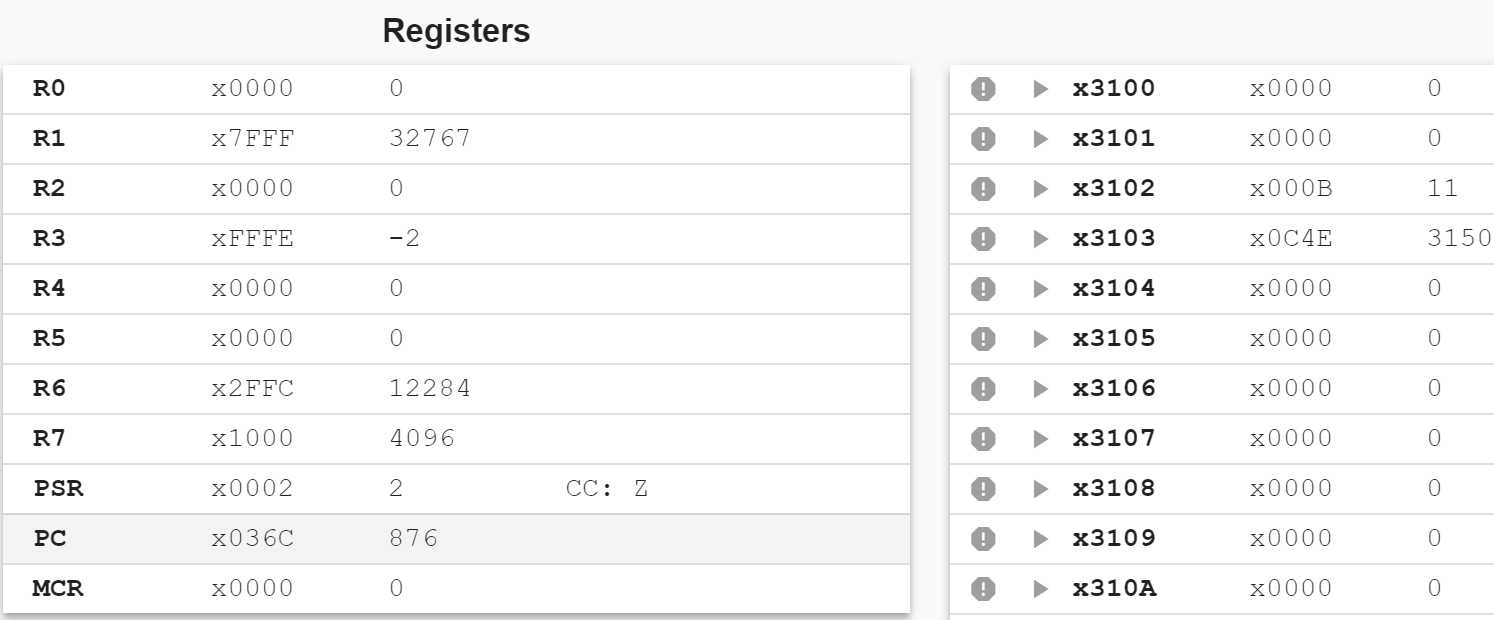 Registers
R0 x0000 0
R1 x7FFF 32767
R2 x0000 0
R3 xFFFE -2
R4 x0000 0
R5 x0000 0
R6 x2FFC 12284
R7 x1000 4096
PSR x0002 2 CC: Z
PC x036C 876
MCR x0000 0
x3100 x0000 0
x3101 x0000 0
x3102 x000B 11
x3103 x0C4E 3150
x3104 x0000 0
x3105 x0000 0
x3106 x0000 0
x3107 x0000 0
x3108 x0000 0
x3109 x0000 0
x310A x0000 0